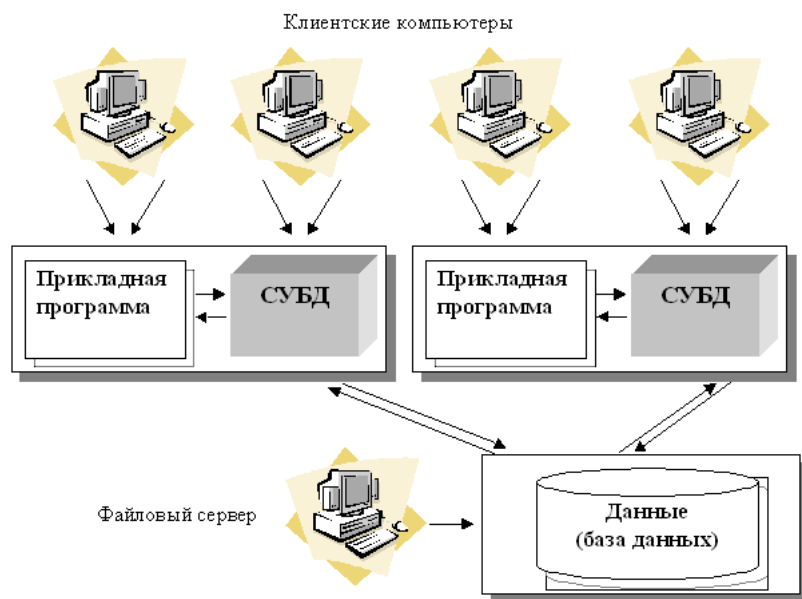 Клиентские компьютеры
Прикладная
программа
СУБД
Прикладная
программа
СУБД
Файловый сервер
Данные
(база данных)